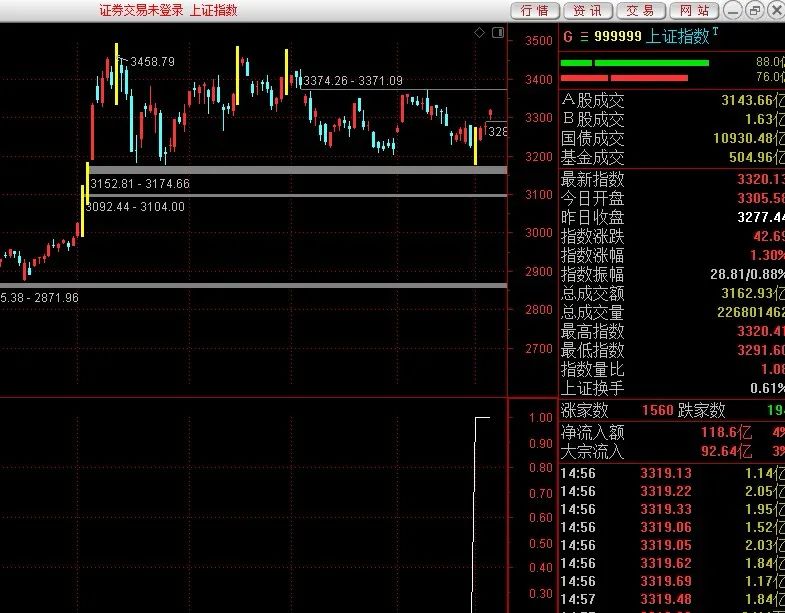 证券交易未登录 上证指数
行情 资讯 交易 网站
G 999999 上证指数 T
88.0亿
76.0亿
3500
3400
3300
3200
3100
3000
2900
2800
2700
3458.79
3374.26 - 3371.09
328
3152.81 - 3174.66
3092.44 - 3104.00
5.38 - 2871.96
A股成交 3143.66亿
B股成交 1.63亿
国债成交 10930.48亿
基金成交 504.96亿
最新指数 3320.13
今日开盘 3305.58
昨日收盘 3277.44
指数涨跌 42.69
指数涨幅 1.30%
指数振幅 28.81/0.88%
总成交额 3162.93亿
总成交量 226801462
最高指数 3320.41
最低指数 3291.60
指数量比 1.08
上证换手 0.61%
涨家数 1560 跌家数 19
净流入额 118.6亿 4%
大宗流入 92.64亿 3%
1.00
0.90
0.80
0.70
0.60
0.50
0.40
0.30
14:56 3319.13 1.14亿
14:56 3319.22 2.05亿
14:56 3319.33 1.95亿
14:56 3319.06 1.52亿
14:56 3319.05 2.03亿
14:56 3319.62 1.84亿
14:56 3319.69 1.17亿
14:57 3319.48 1.84亿